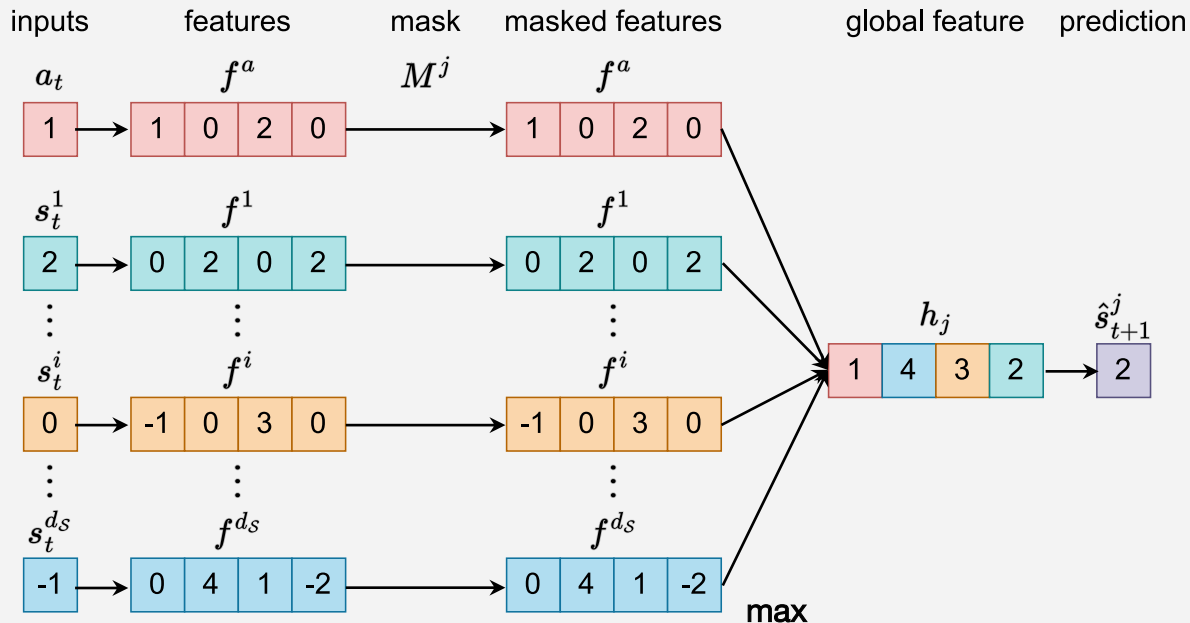 inputs features mask masked features global feature prediction
a_t f^a M^j f^a
1 1 0 2 0 1 0 2 0
s_t^1 f^1 f^1
2 0 2 0 2 0 2 0 2
⋮ ⋮ ⋮
h_j ŝ_{t+1}^j
s_t^i f^i f^i
1 4 3 2 2
0 -1 0 3 0 -1 0 3 0
⋮ ⋮ ⋮
s_t^{d_𝒮} f^{d_𝒮} f^{d_𝒮}
-1 0 4 1 -2 0 4 1 -2
max